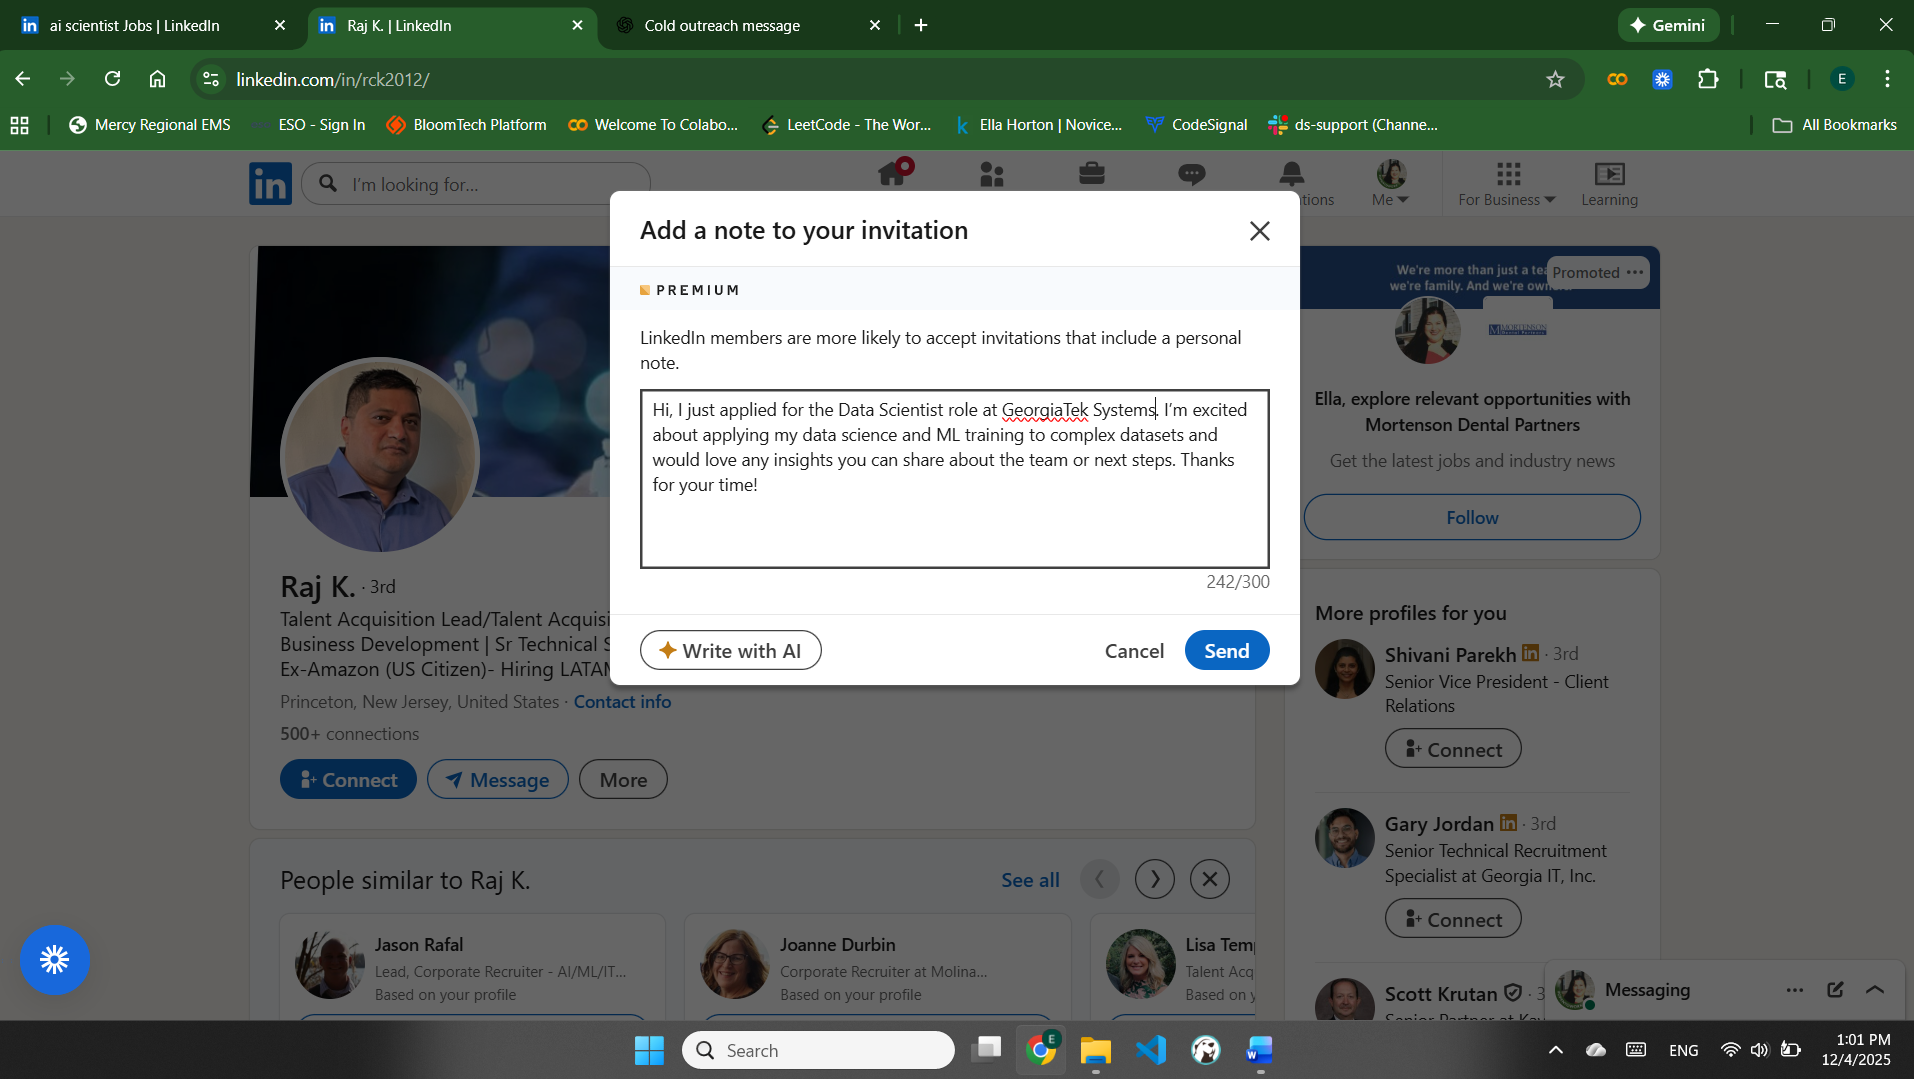 ai scientist Jobs | LinkedIn
Raj K. | LinkedIn
Cold outreach message
Gemini
linkedin.com/in/rck2012/
E
Mercy Regional EMS
ESO - Sign In
BloomTech Platform
Welcome To Colabo...
LeetCode - The Wor...
Ella Horton | Novice...
CodeSignal
ds-support (Channe...
All Bookmarks
I'm looking for...
tions
Me
For Business
Learning
Add a note to your invitation
PREMIUM
LinkedIn members are more likely to accept invitations that include a personal
note.
Hi, I just applied for the Data Scientist role at GeorgiaTek Systems. I'm excited
about applying my data science and ML training to complex datasets and
would love any insights you can share about the team or next steps. Thanks
for your time!
242/300
Write with AI
Cancel
Send
We're more than just a tea
we're family. And we're owners.
Promoted
MORTENSON
Ella, explore relevant opportunities with
Mortenson Dental Partners
Get the latest jobs and industry news
Follow
Raj K. · 3rd
Talent Acquisition Lead/Talent Acquisi
Business Development | Sr Technical S
Ex-Amazon (US Citizen)- Hiring LATAM
Princeton, New Jersey, United States · Contact info
500+ connections
Connect
Message
More
More profiles for you
Shivani Parekh · 3rd
Senior Vice President - Client
Relations
Connect
Gary Jordan · 3rd
Senior Technical Recruitment
Specialist at Georgia IT, Inc.
Connect
Scott Krutan · 3
Senior Partner at Kay
People similar to Raj K.
See all
Jason Rafal
Lead, Corporate Recruiter - AI/ML/IT...
Based on your profile
Joanne Durbin
Corporate Recruiter at Molina...
Based on your profile
Lisa Temp
Talent Acq
Based on y
Messaging
Search
E
ENG
1:01 PM
12/4/2025